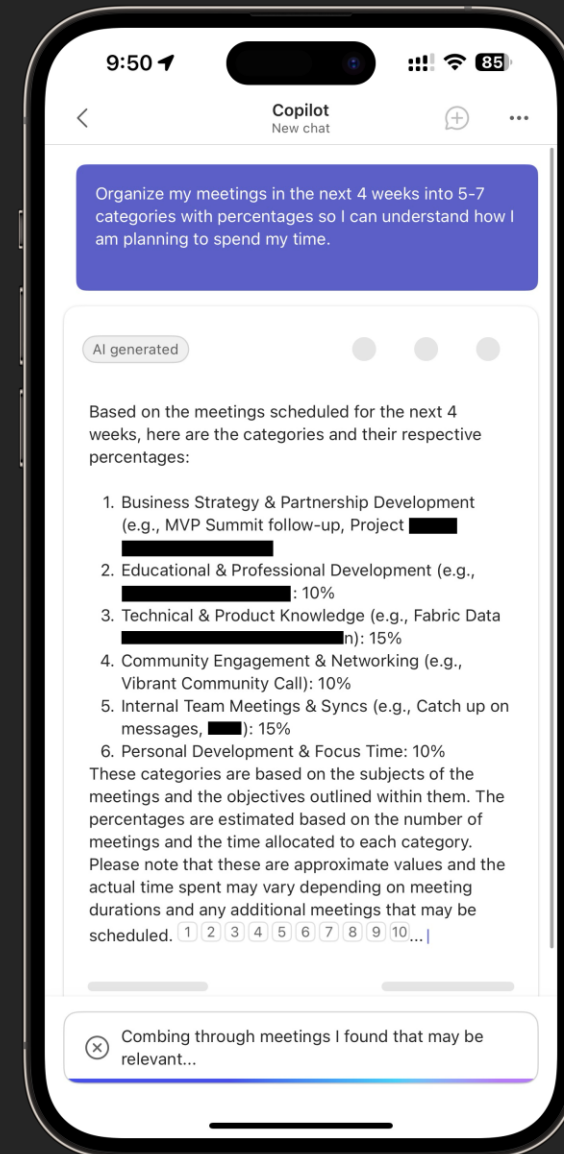 9:50
85
Copilot
New chat
Organize my meetings in the next 4 weeks into 5-7
categories with percentages so I can understand how I
am planning to spend my time.
AI generated
Based on the meetings scheduled for the next 4
weeks, here are the categories and their respective
percentages:
1. Business Strategy & Partnership Development
(e.g., MVP Summit follow-up, Project
2. Educational & Professional Development (e.g.,
: 10%
3. Technical & Product Knowledge (e.g., Fabric Data
n): 15%
4. Community Engagement & Networking (e.g.,
Vibrant Community Call): 10%
5. Internal Team Meetings & Syncs (e.g., Catch up on
messages, ): 15%
6. Personal Development & Focus Time: 10%
These categories are based on the subjects of the
meetings and the objectives outlined within them. The
percentages are estimated based on the number of
meetings and the time allocated to each category.
Please note that these are approximate values and the
actual time spent may vary depending on meeting
durations and any additional meetings that may be
scheduled. 1 2 3 4 5 6 7 8 9 10...
Combing through meetings I found that may be
relevant...